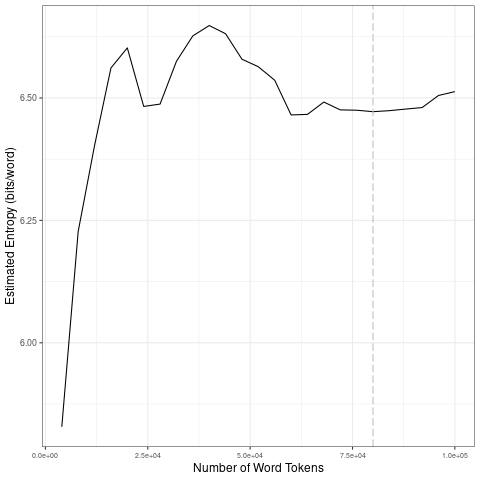 Estimated Entropy (bits/word)
6.50
6.25
6.00
0.0e+00 2.5e+04 5.0e+04 7.5e+04 1.0e+05
Number of Word Tokens